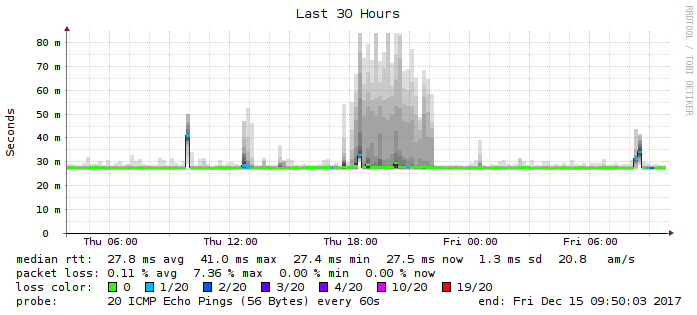 Last 30 Hours
RRDTOOL / TOBI OETIKER
Seconds
80 m
70 m
60 m
50 m
40 m
30 m
20 m
10 m
0
Thu 06:00 Thu 12:00 Thu 18:00 Fri 00:00 Fri 06:00
median rtt: 27.8 ms avg 41.0 ms max 27.4 ms min 27.5 ms now 1.3 ms sd 20.8 am/s
packet loss: 0.11 % avg 7.36 % max 0.00 % min 0.00 % now
loss color: 0 1/20 2/20 3/20 4/20 10/20 19/20
probe: 20 ICMP Echo Pings (56 Bytes) every 60s end: Fri Dec 15 09:50:03 2017